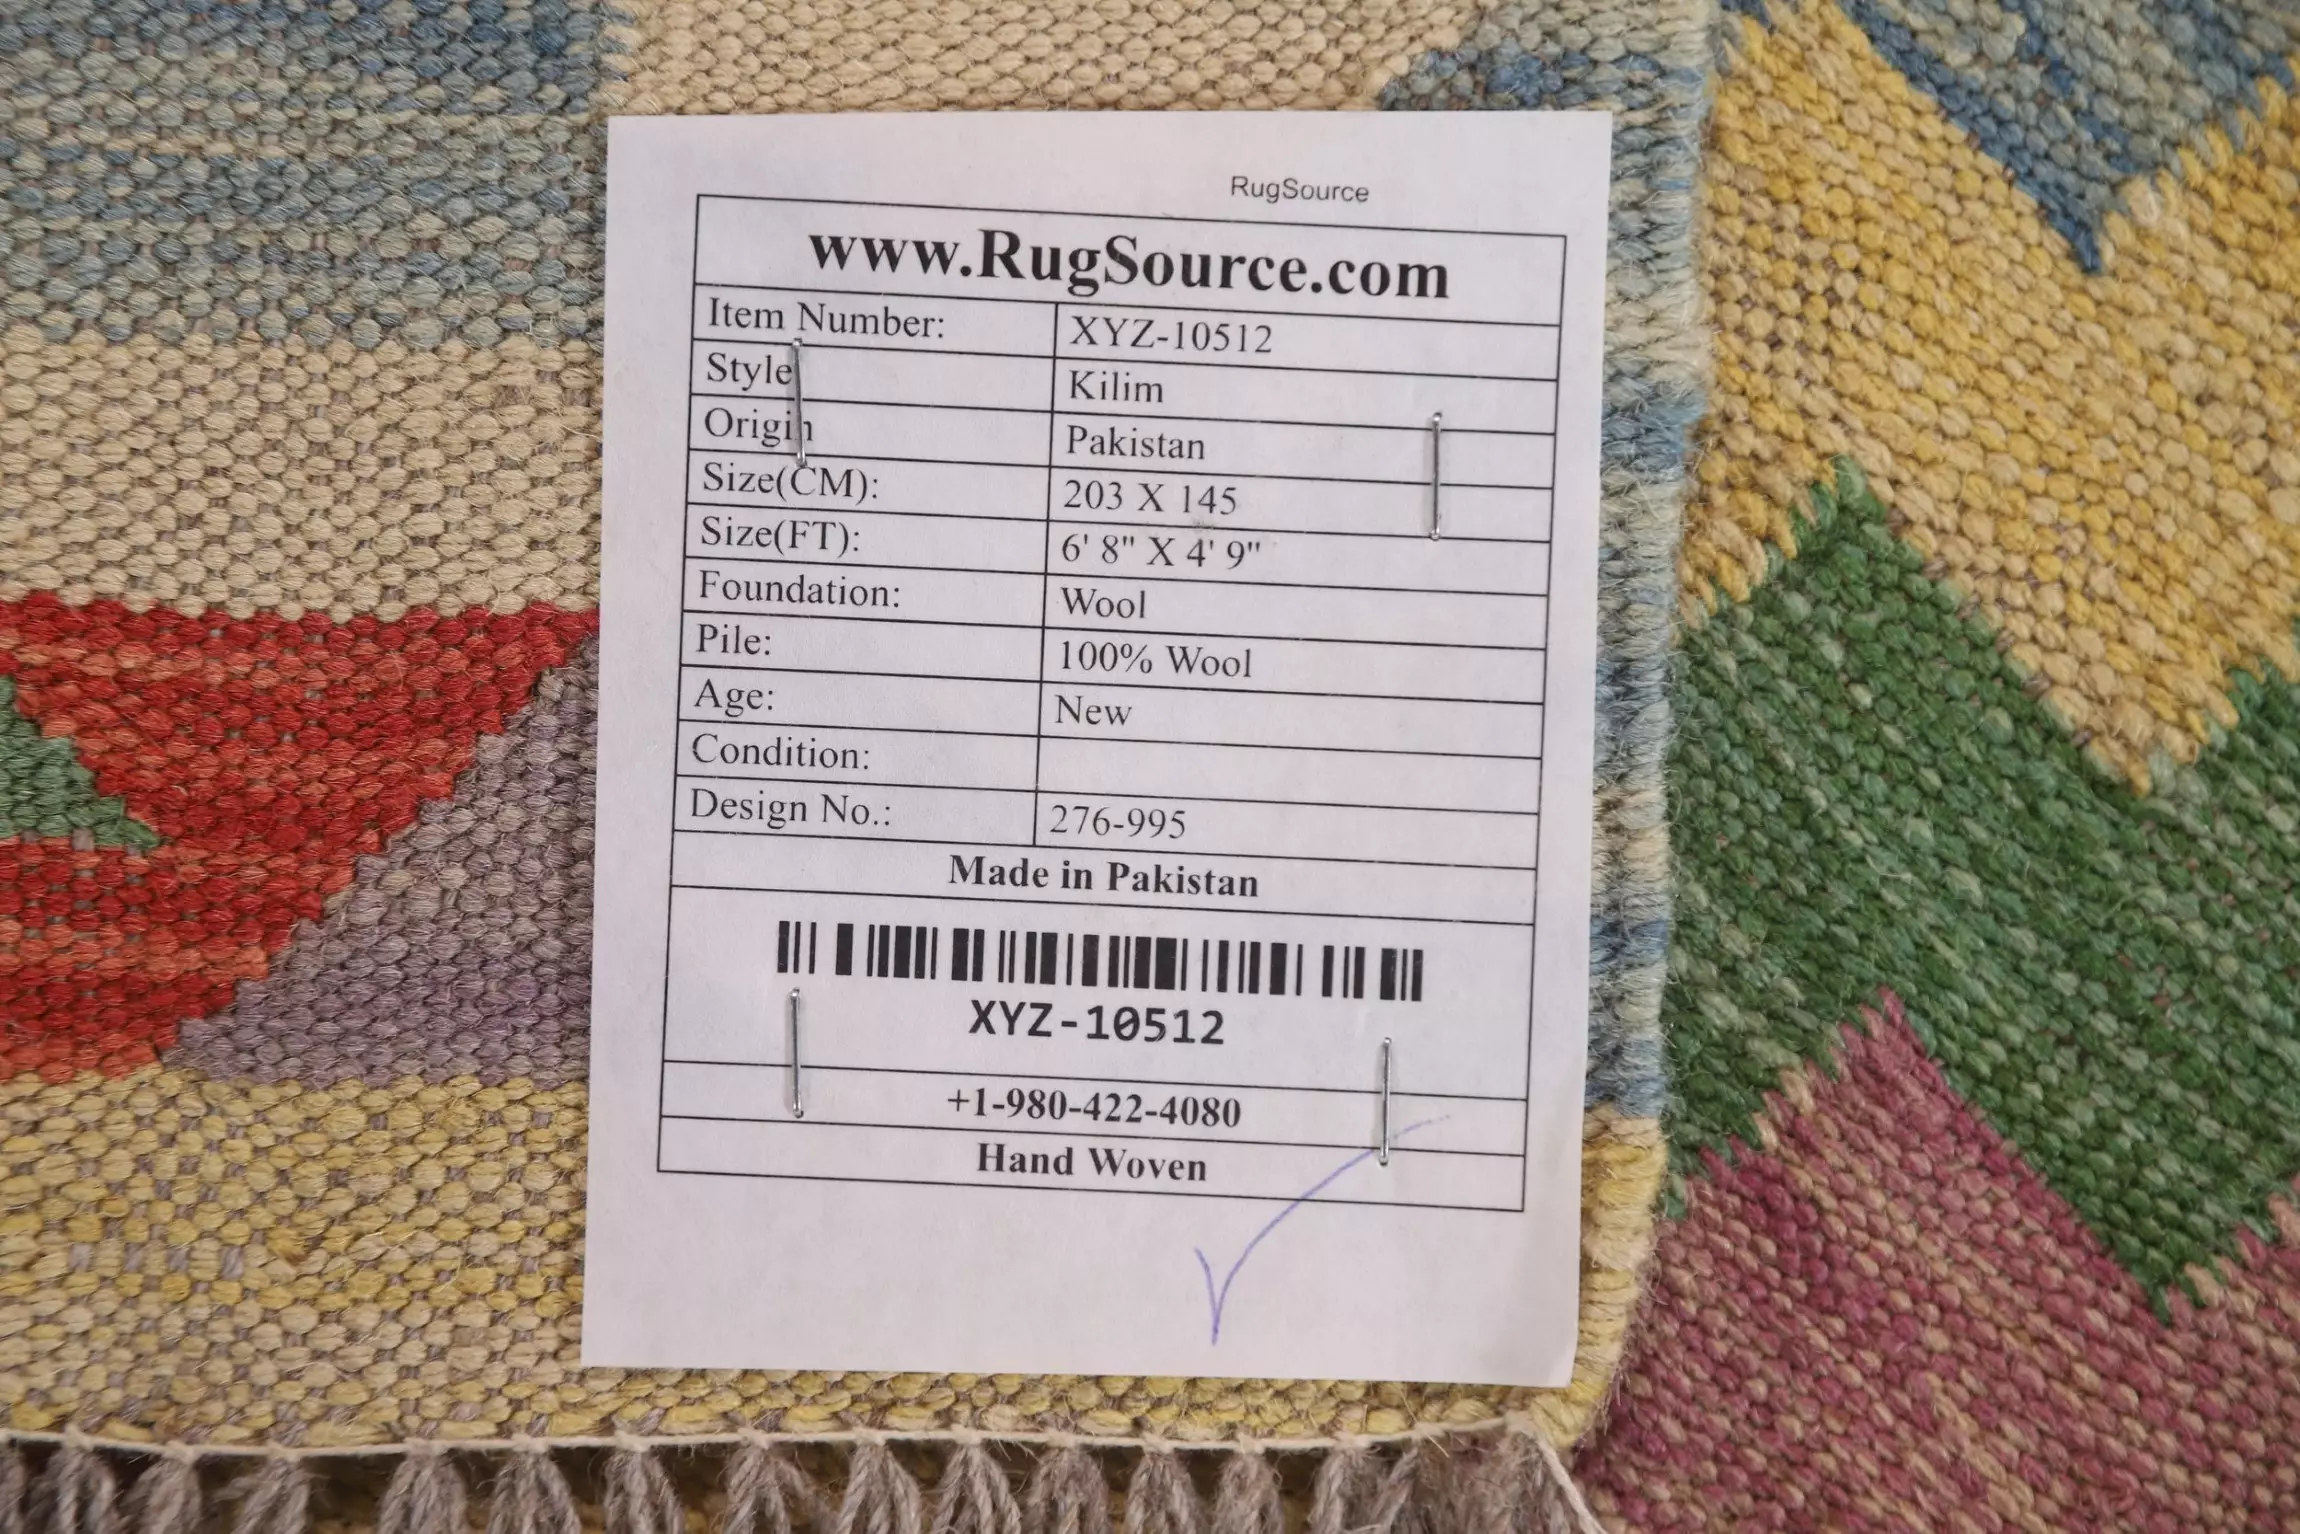 RugSource
www.RugSource.com
Item Number: XYZ-10512
Style Kilim
Origin Pakistan
Size(CM): 203 X 145
Size(FT): 6' 8" X 4' 9"
Foundation: Wool
Pile: 100% Wool
Age: New
Condition:
Design No.: 276-995
Made in Pakistan
XYZ-10512
+1-980-422-4080
Hand Woven